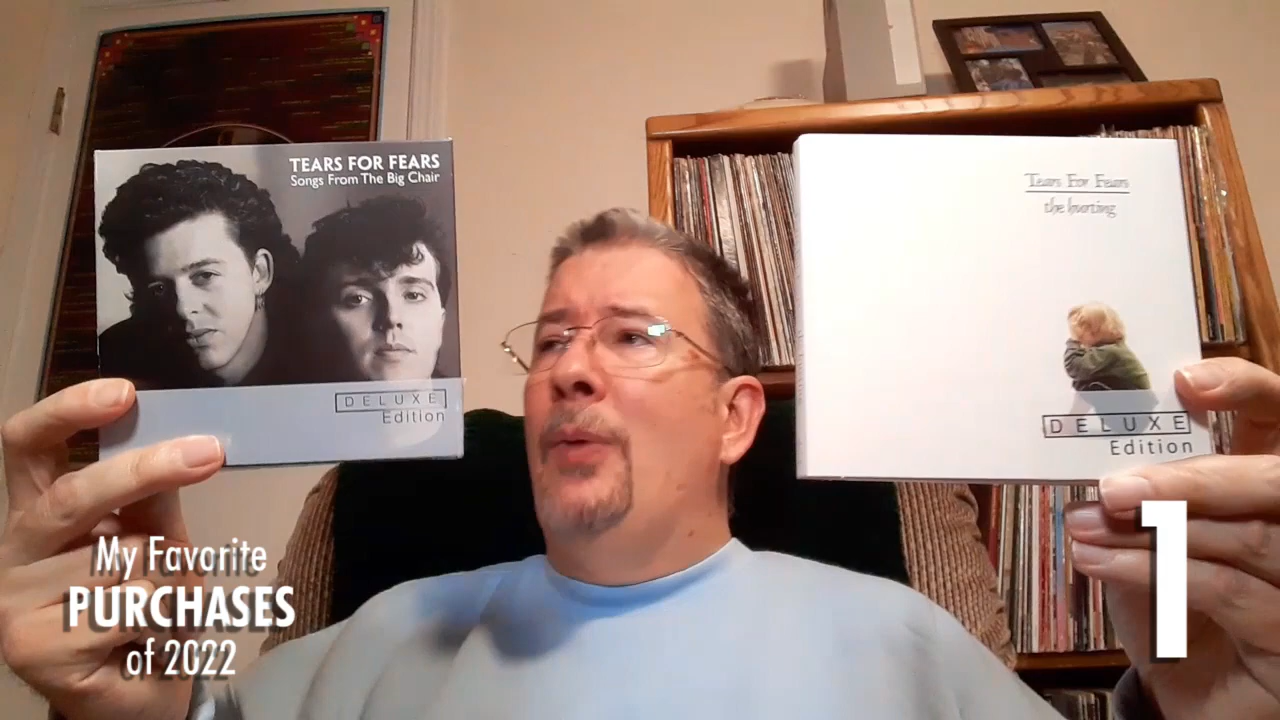 TEARS FOR FEARS
Songs From The Big Chair
DELUXE
Edition
Tears For Fears
the hurting
DELUXE
Edition
My Favorite
PURCHASES
of 2022
1